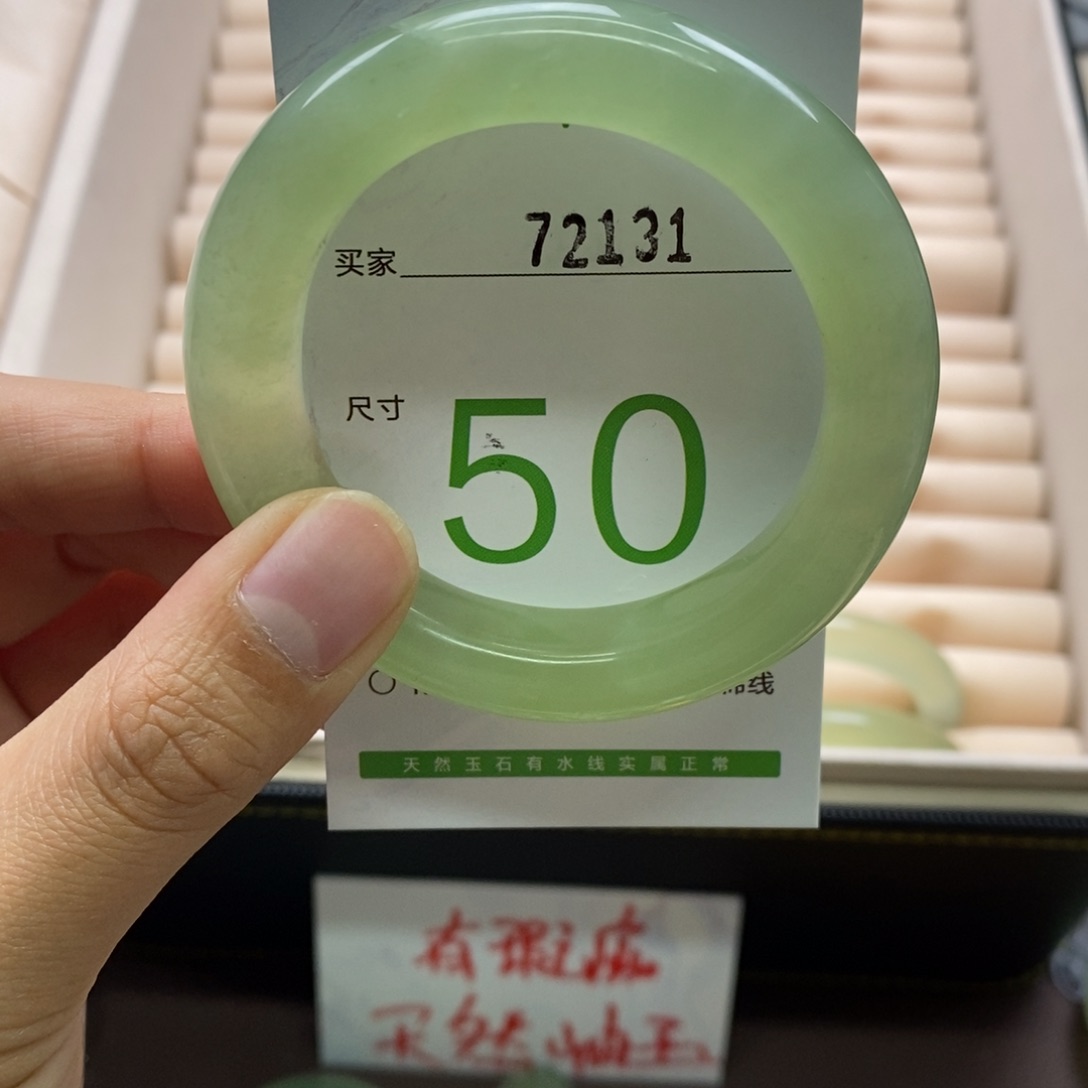 买家 72131
尺寸 50
线
天然玉石有水线实属正常
有瑕疵
天然岫玉